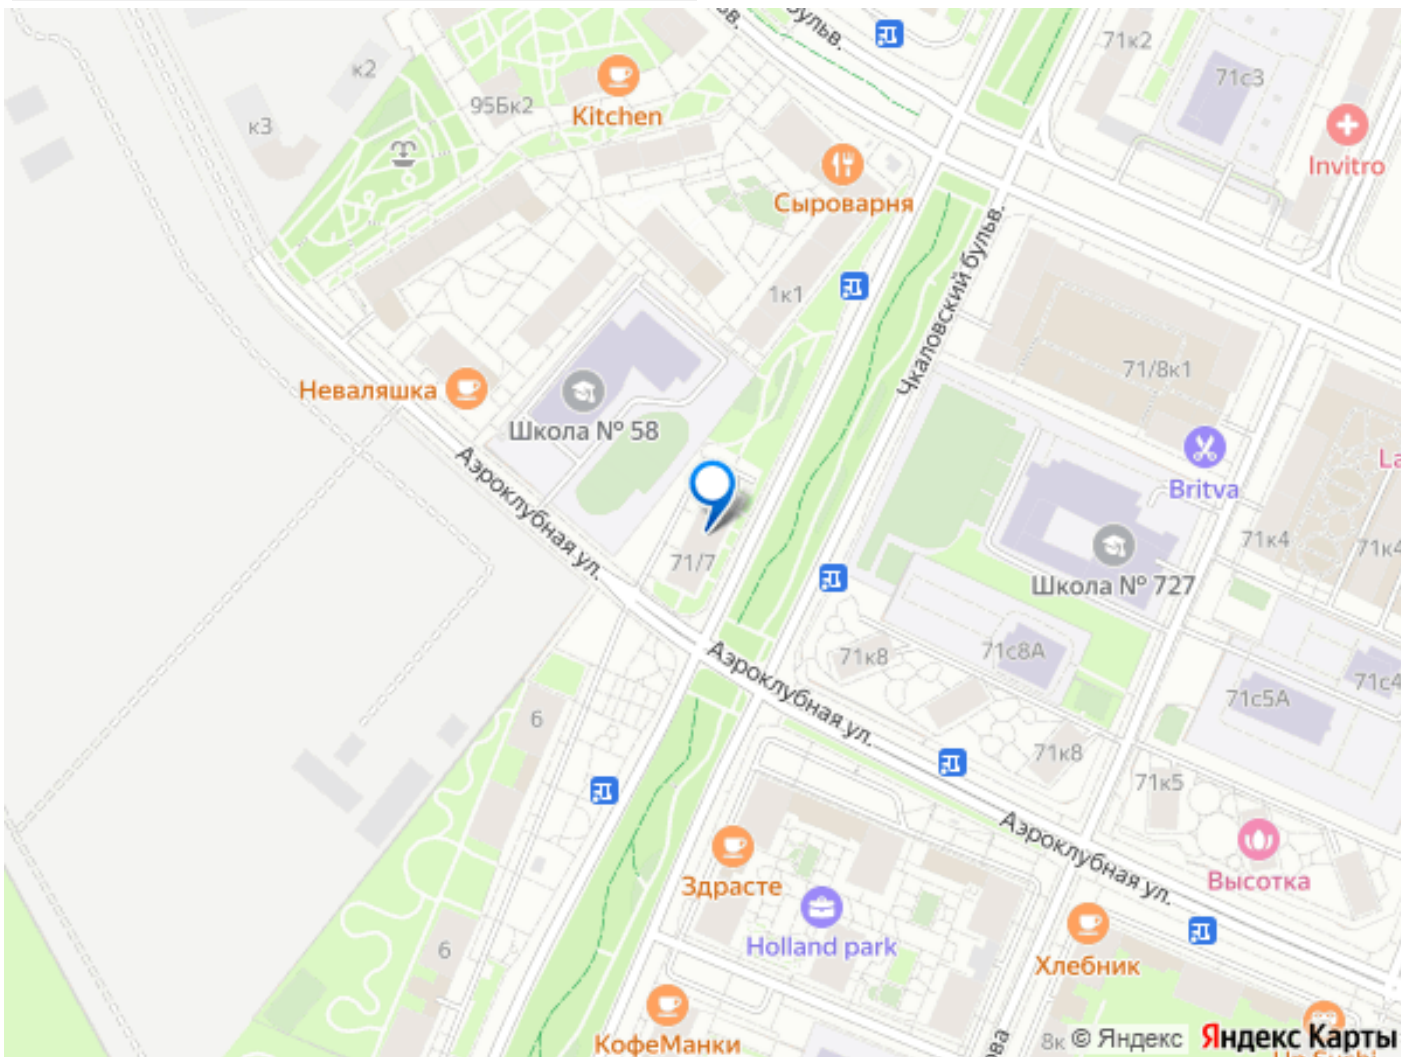 бульв.
71к2
71с3
к2
95Бк2
Kitchen
к3
Invitro
Сыроварня
Чкаловский бульв.
1к1
71/8к1
Неваляшка
Школа № 58
Britva
La
Аэроклубная ул.
71к4
71к4
71/7
Школа № 727
71к8
71с8А
Аэроклубная ул.
71с4
71с5А
6
71к8
71к5
Аэроклубная ул.
Здрасте
Высотка
Holland park
6
Хлебник
КофеМанки
8к
© Яндекс
Яндекс Карты